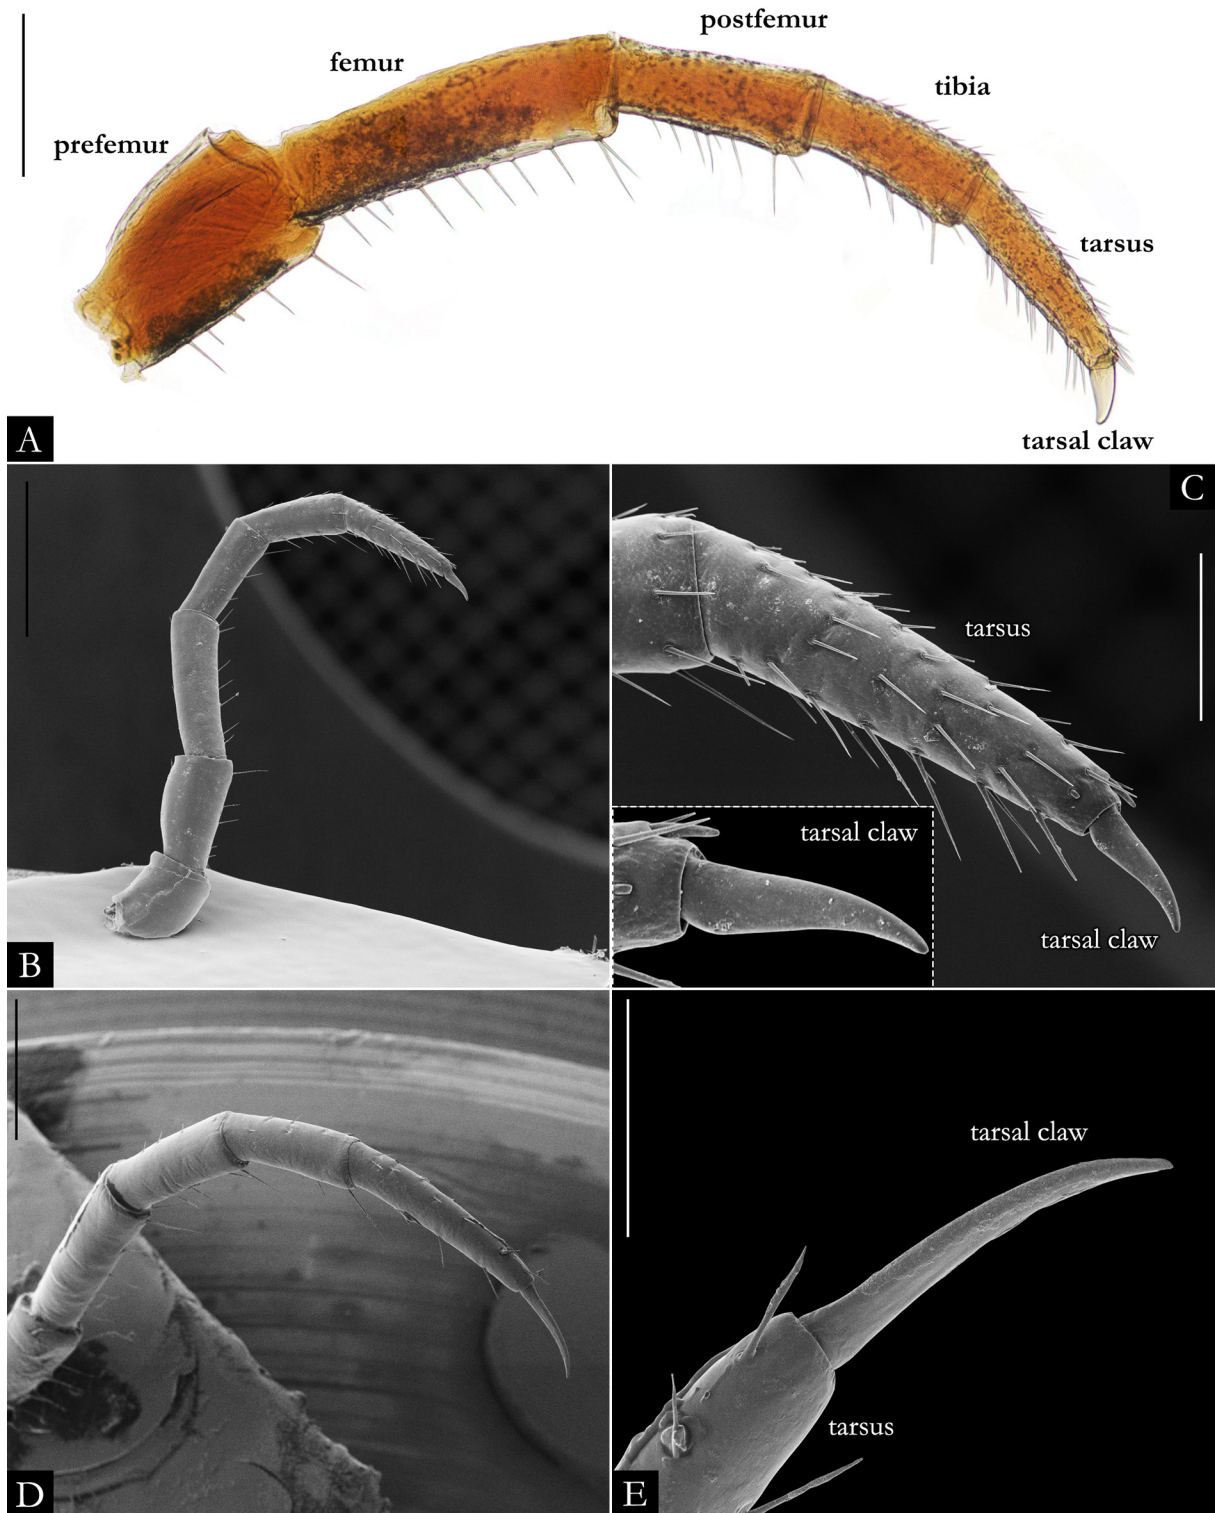 postfemur
femur
tibia
prefemur
tarsus
tarsal claw
A
C
tarsus
tarsal claw
tarsal claw
B
tarsal claw
tarsus
D
E